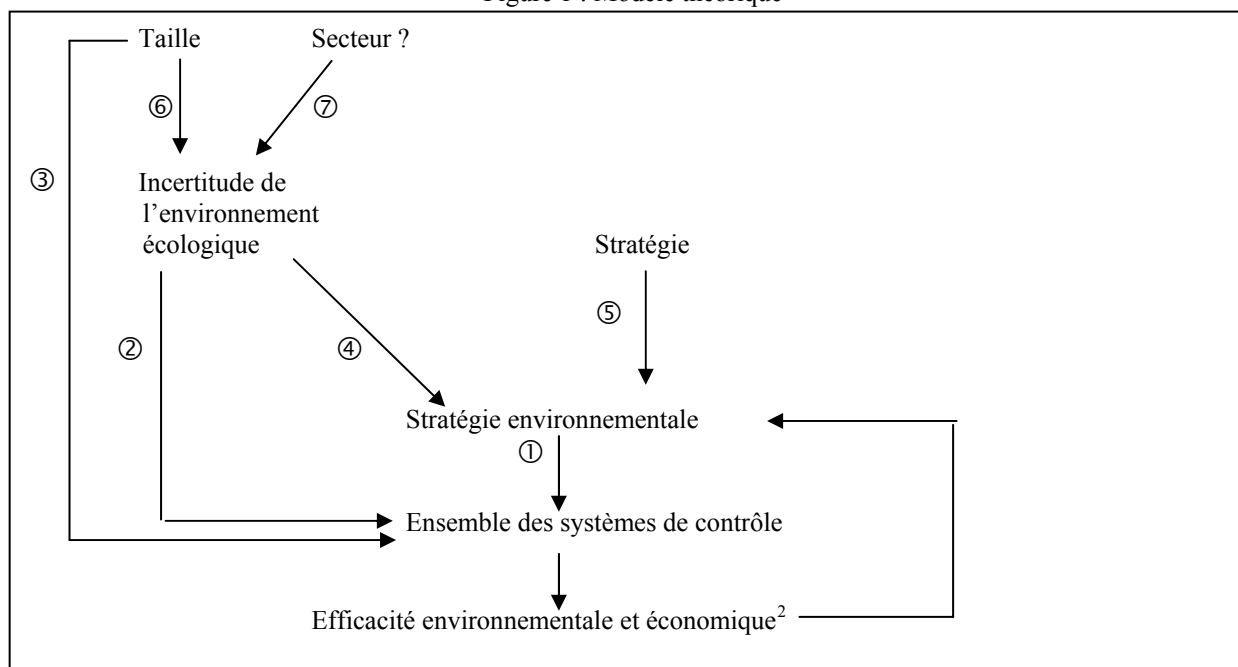 Figure 1 : Modèle théorique
Taille
Secteur ?
⑥
⑦
③
Incertitude de
l’environnement
écologique
Stratégie
⑤
②
④
Stratégie environnementale
①
Ensemble des systèmes de contrôle
Efficacité environnementale et économique²